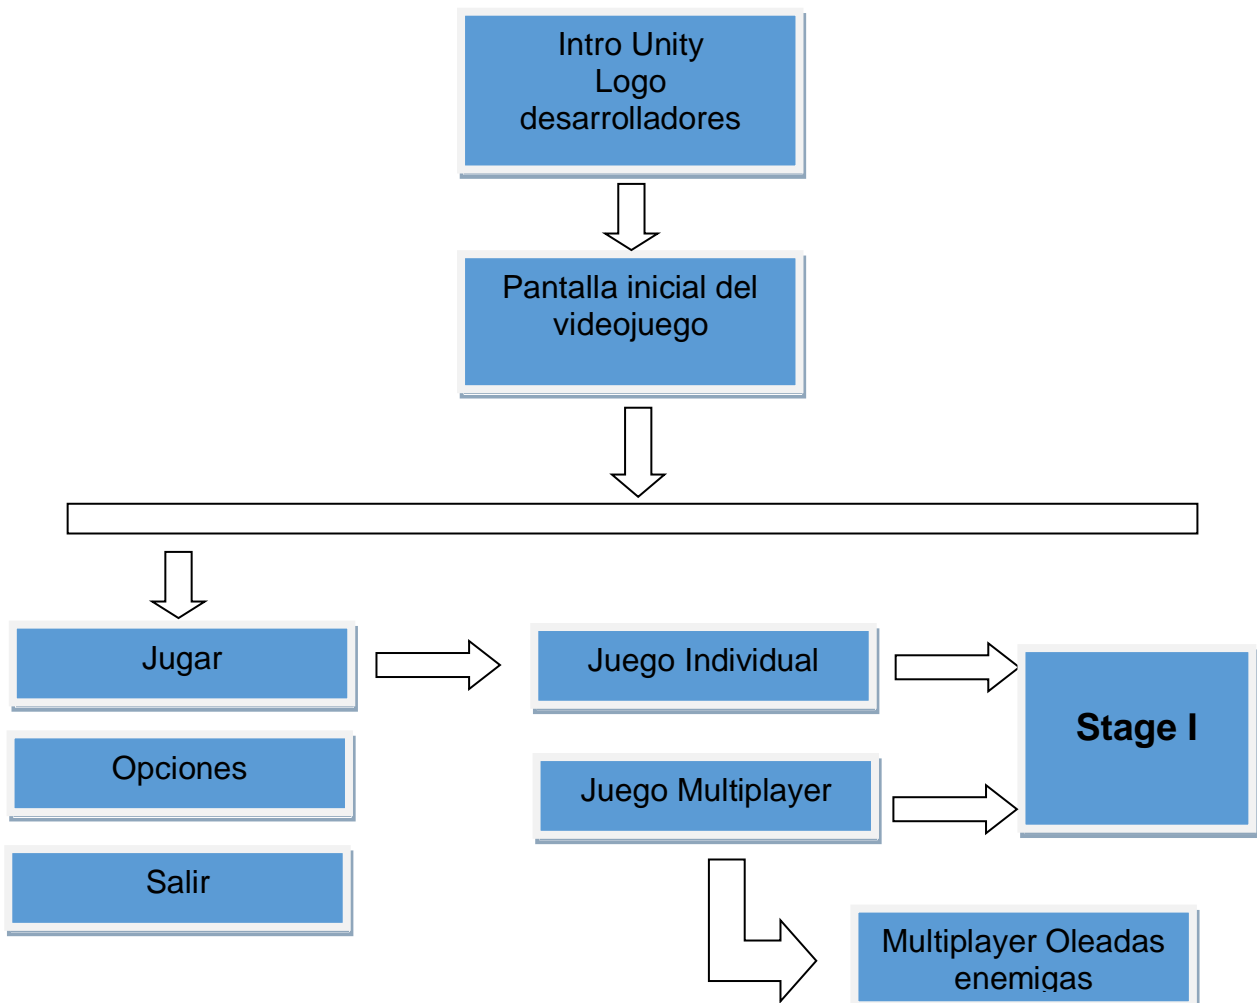 Intro Unity
Logo
desarrolladores
Pantalla inicial del
videojuego
Jugar
Juego Individual
Stage I
Opciones
Juego Multiplayer
Salir
Multiplayer Oleadas
enemigas